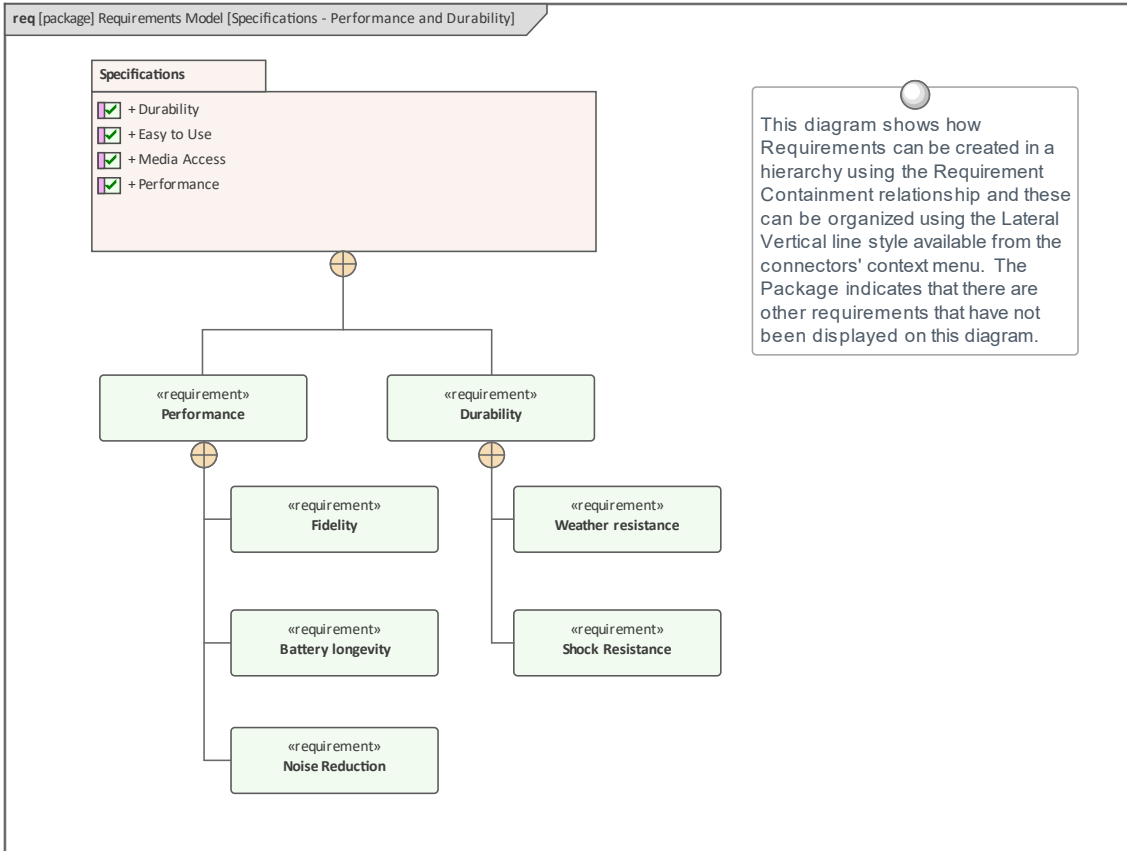 req [package] Requirements Model [Specifications - Performance and Durability]
Specifications
+ Durability
+ Easy to Use
+ Media Access
+ Performance
This diagram shows how
Requirements can be created in a
hierarchy using the Requirement
Containment relationship and these
can be organized using the Lateral
Vertical line style available from the
connectors' context menu.  The
Package indicates that there are
other requirements that have not
been displayed on this diagram.
«requirement»
Performance
«requirement»
Durability
«requirement»
Fidelity
«requirement»
Weather resistance
«requirement»
Battery longevity
«requirement»
Shock Resistance
«requirement»
Noise Reduction